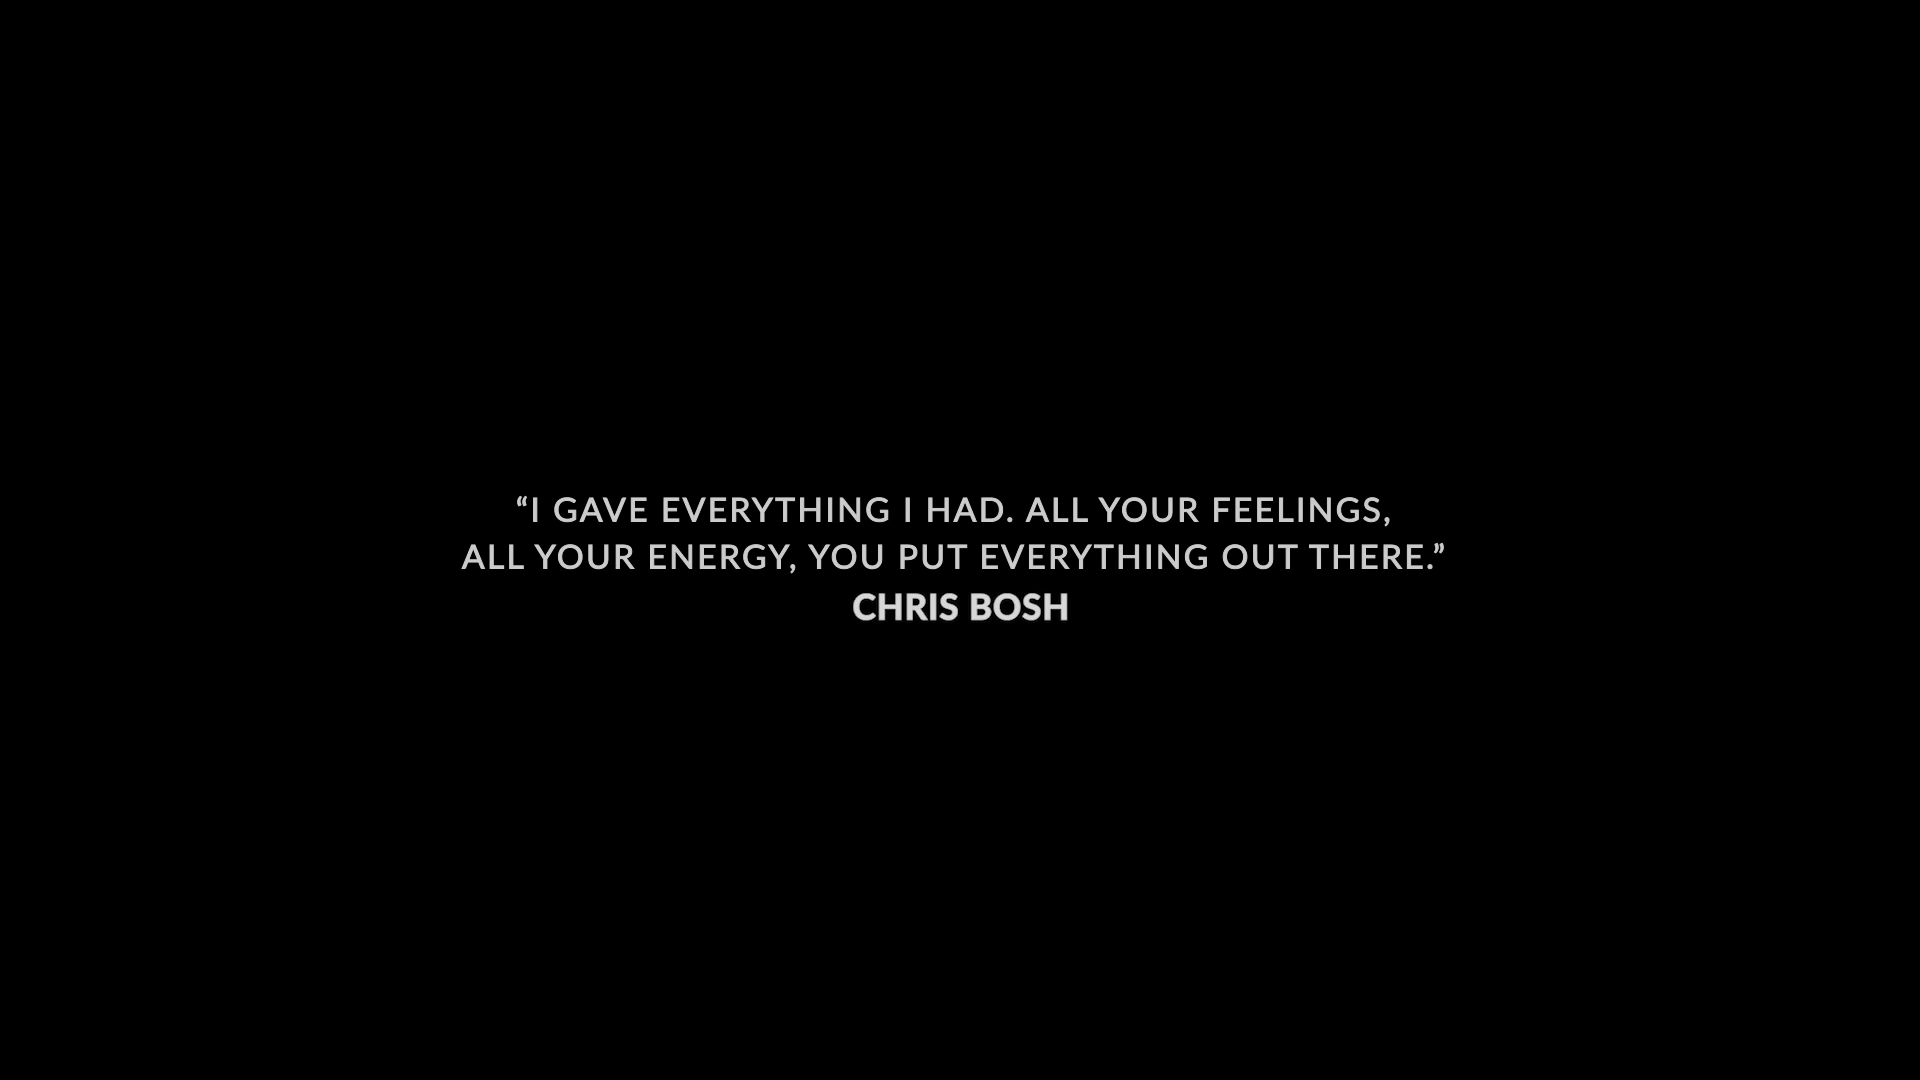 “I GAVE EVERYTHING I HAD. ALL YOUR FEELINGS,
ALL YOUR ENERGY, YOU PUT EVERYTHING OUT THERE.”
CHRIS BOSH